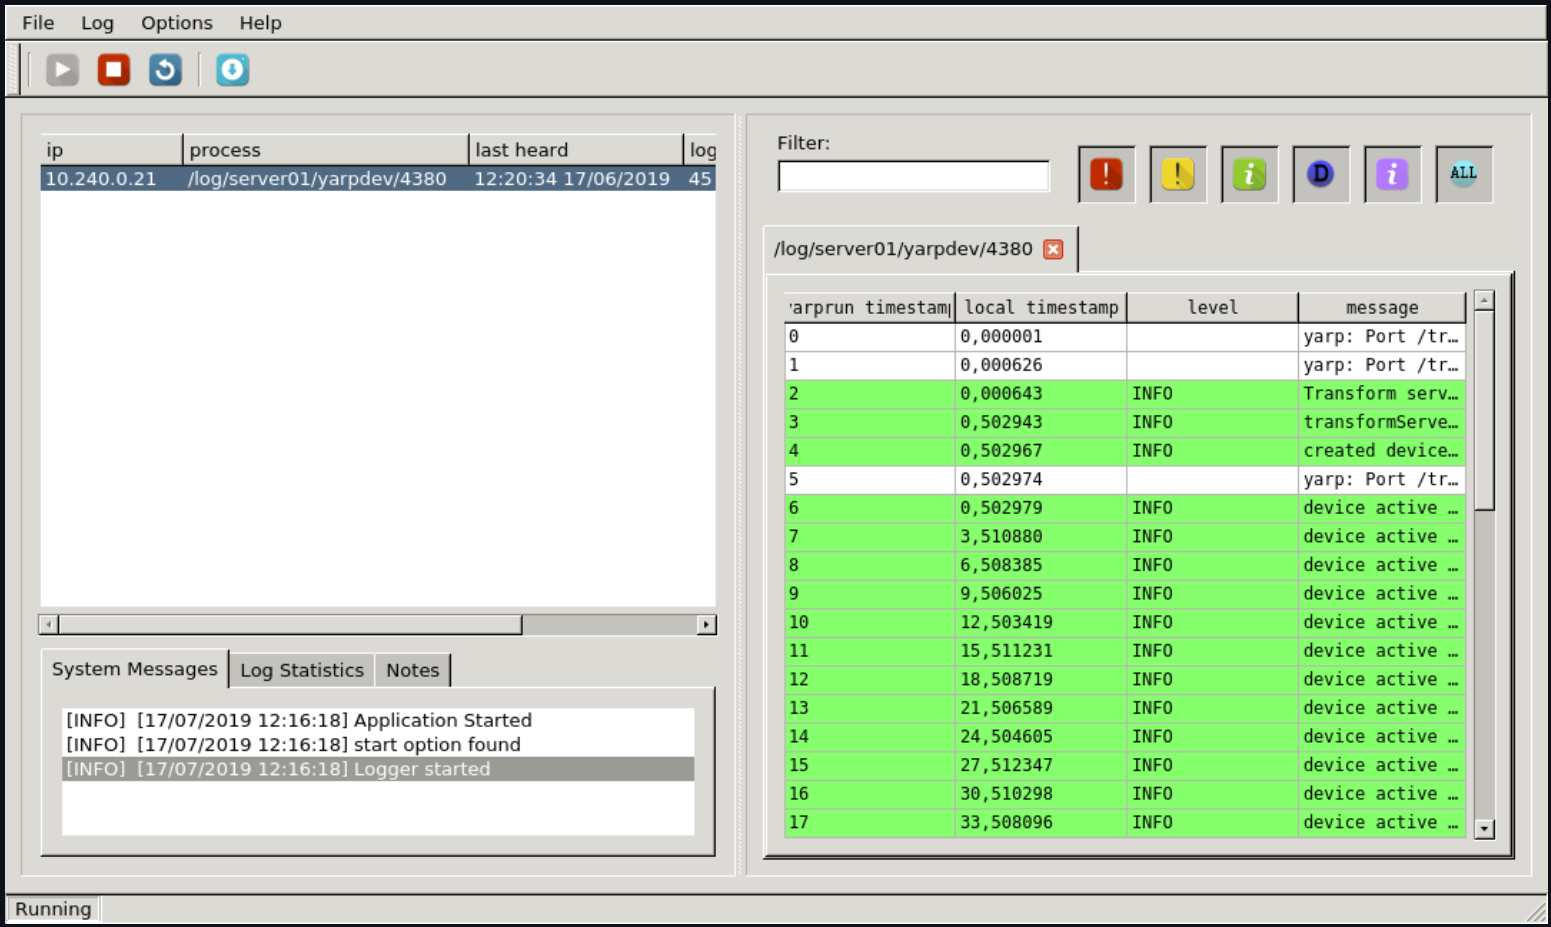 File Log Options Help
ip process last heard log
10.240.0.21 /log/server01/yarpdev/4380 12:20:34 17/06/2019 45
System Messages Log Statistics Notes
[INFO] [17/07/2019 12:16:18] Application Started
[INFO] [17/07/2019 12:16:18] start option found
[INFO] [17/07/2019 12:16:18] Logger started
Filter:
! ! i D i ALL
/log/server01/yarpdev/4380
arprun timestam local timestamp level message
0 0,000001 yarp: Port /tr…
1 0,000626 yarp: Port /tr…
2 0,000643 INFO Transform serv…
3 0,502943 INFO transformServe…
4 0,502967 INFO created device…
5 0,502974 yarp: Port /tr…
6 0,502979 INFO device active …
7 3,510880 INFO device active …
8 6,508385 INFO device active …
9 9,506025 INFO device active …
10 12,503419 INFO device active …
11 15,511231 INFO device active …
12 18,508719 INFO device active …
13 21,506589 INFO device active …
14 24,504605 INFO device active …
15 27,512347 INFO device active …
16 30,510298 INFO device active …
17 33,508096 INFO device active …
Running